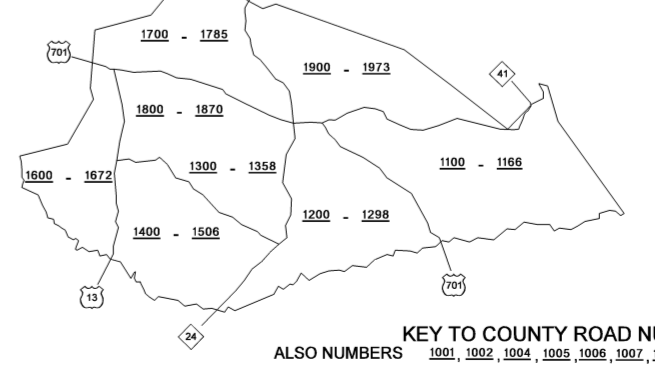 1700 - 1785
701
1900 - 1973
41
1800 - 1870
1300 - 1358
1100 - 1166
1600 - 1672
1200 - 1298
1400 - 1506
701
13
24
KEY TO COUNTY ROAD
ALSO NUMBERS 1001, 1002, 1004, 1005, 1006, 1007,